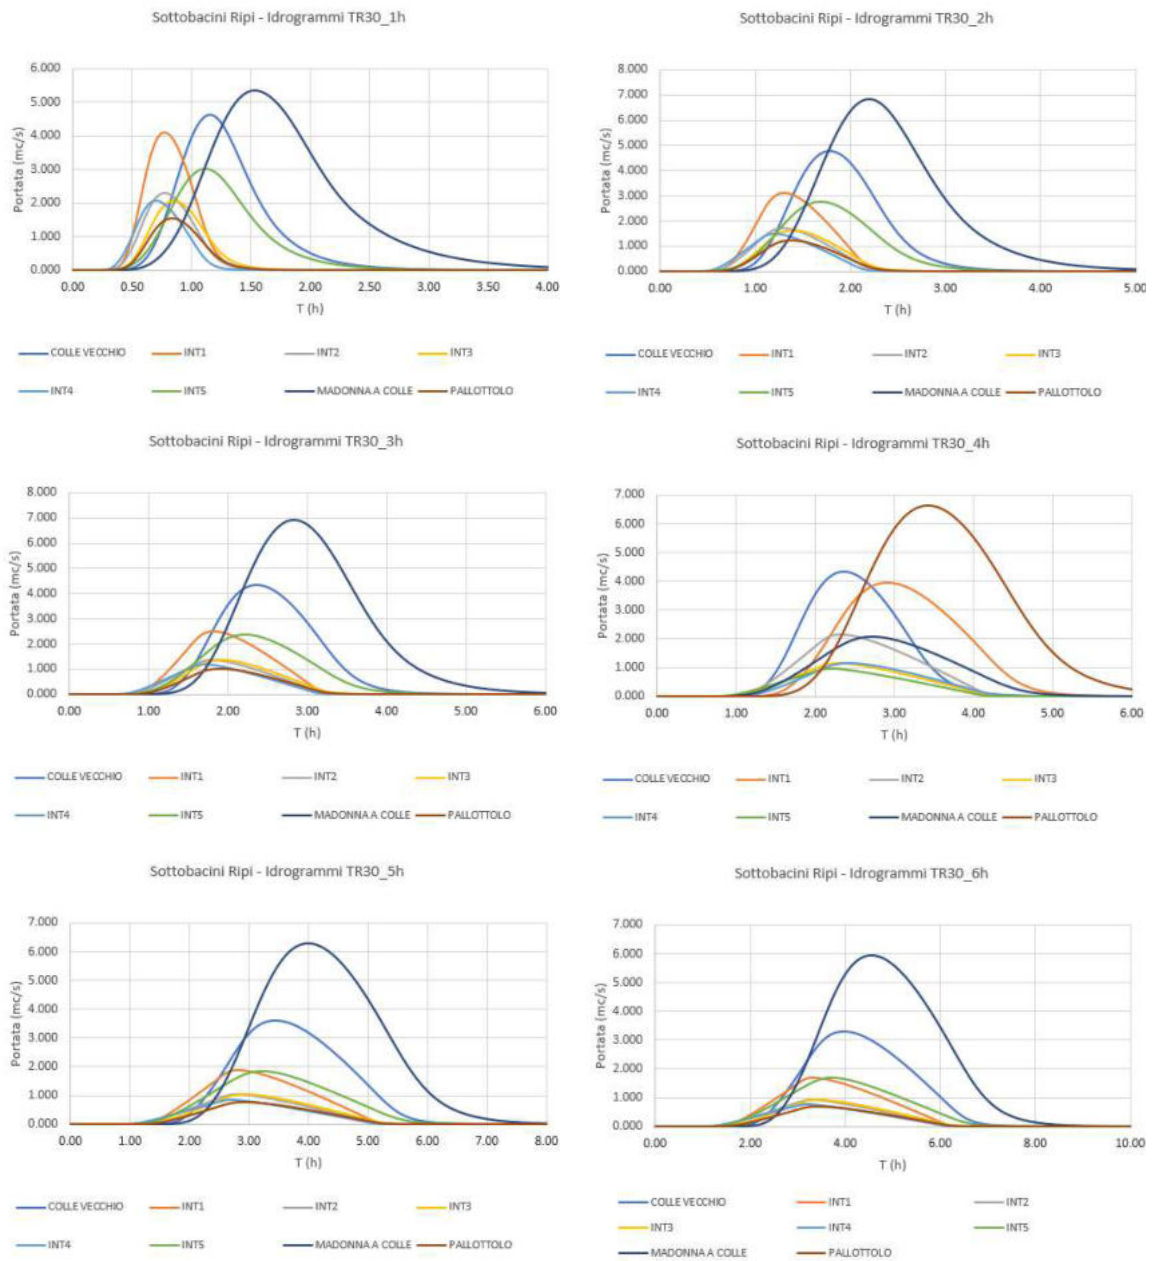 Sottobacini Ripi - Idrogrammi TR30_1h
6.000
5.000
4.000
3.000
2.000
1.000
0.000
Portata (mc/s)
0.00 0.50 1.00 1.50 2.00 2.50 3.00 3.50 4.00
T (h)
COLLE VECCHIO INT1 INT2 INT3
INT4 INT5 MADONNA A COLLE PALLOTTOLO
Sottobacini Ripi - Idrogrammi TR30_2h
8.000
7.000
6.000
5.000
4.000
3.000
2.000
1.000
0.000
Portata (mc/s)
0.00 1.00 2.00 3.00 4.00 5.00
T (h)
COLLE VECCHIO INT1 INT2 INT3
INT4 INT5 MADONNA A COLLE PALLOTTOLO
Sottobacini Ripi - Idrogrammi TR30_3h
8.000
7.000
6.000
5.000
4.000
3.000
2.000
1.000
0.000
Portata (mc/s)
0.00 1.00 2.00 3.00 4.00 5.00 6.00
T (h)
COLLE VECCHIO INT1 INT2 INT3
INT4 INT5 MADONNA A COLLE PALLOTTOLO
Sottobacini Ripi - Idrogrammi TR30_4h
7.000
6.000
5.000
4.000
3.000
2.000
1.000
0.000
Portata (mc/s)
0.00 1.00 2.00 3.00 4.00 5.00 6.00
T (h)
COLLE VECCHIO INT1 INT2 INT3
INT4 INT5 MADONNA A COLLE PALLOTTOLO
Sottobacini Ripi - Idrogrammi TR30_5h
7.000
6.000
5.000
4.000
3.000
2.000
1.000
0.000
Portata (mc/s)
0.00 1.00 2.00 3.00 4.00 5.00 6.00 7.00 8.00
T (h)
COLLE VECCHIO INT1 INT2 INT3
INT4 INT5 MADONNA A COLLE PALLOTTOLO
Sottobacini Ripi - Idrogrammi TR30_6h
7.000
6.000
5.000
4.000
3.000
2.000
1.000
0.000
Portata (mc/s)
0.00 2.00 4.00 6.00 8.00 10.00
T (h)
COLLE VECCHIO INT1 INT2
INT3 INT4 INT5
MADONNA A COLLE PALLOTTOLO